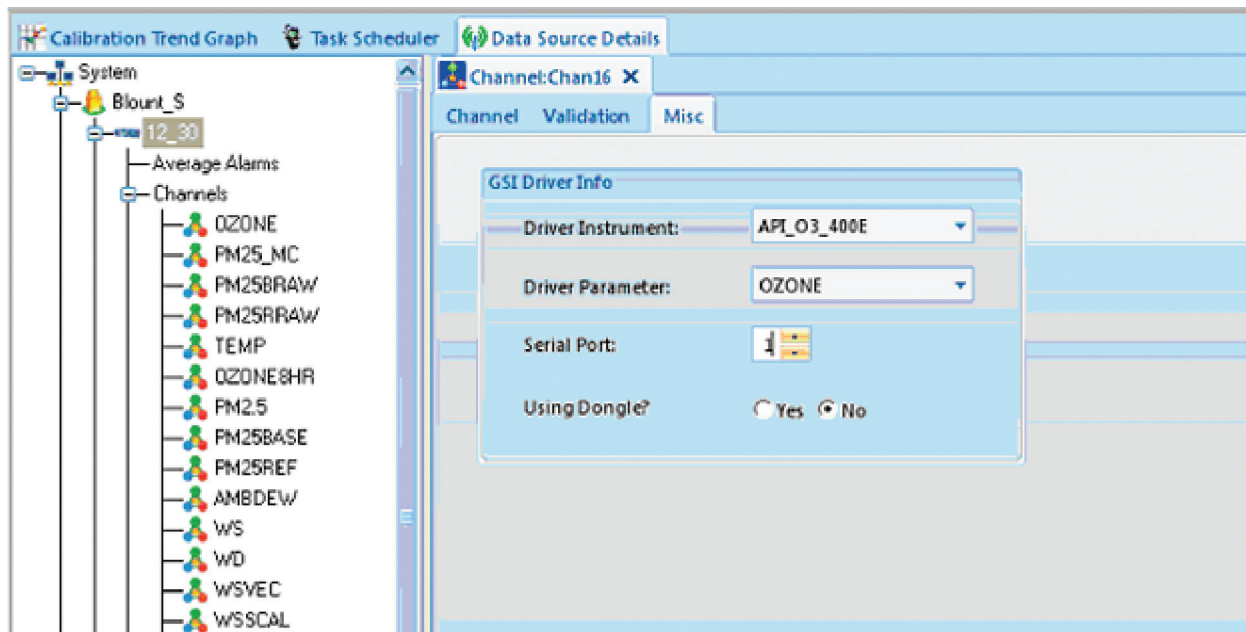 Calibration Trend Graph Task Scheduler Data Source Details
System
Blount_S
12_30
Average Alarms
Channels
OZONE
PM25_MC
PM25BRAW
PM25RRAW
TEMP
OZONE8HR
PM2.5
PM25BASE
PM25REF
AMBDEW
WS
WD
WSVEC
WSSCAL
Channel:Chan16 X
Channel Validation Misc
GSI Driver Info
Driver Instrument: API_O3_400E
Driver Parameter: OZONE
Serial Port: 1
Using Dongle? Yes No